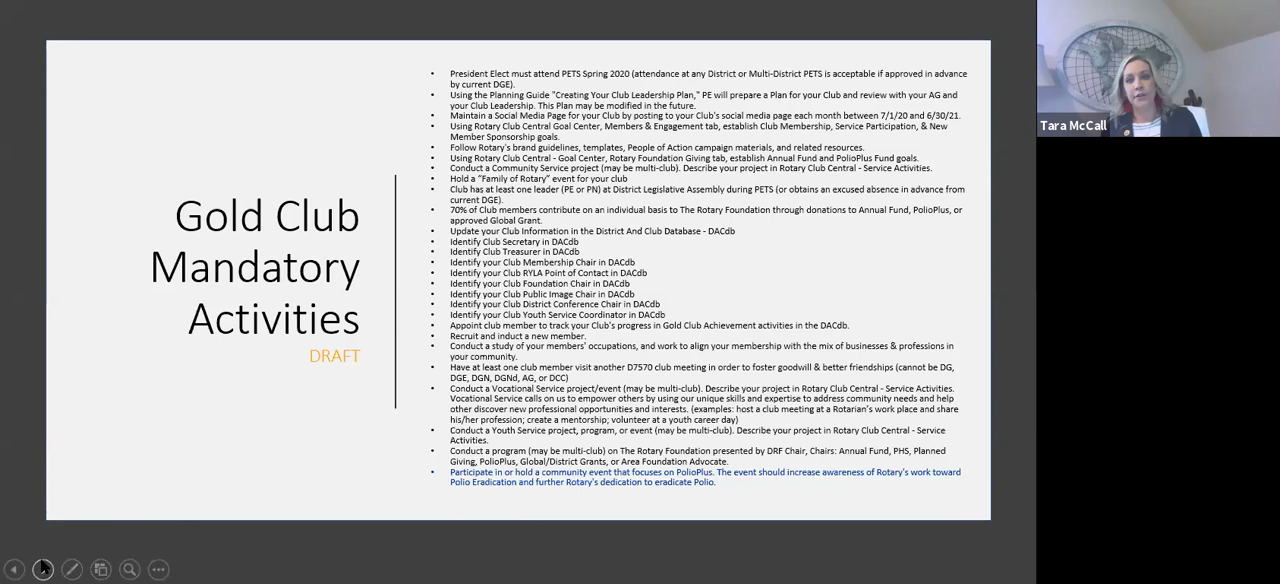 Gold Club
Mandatory
Activities
DRAFT
• President Elect must attend PETS Spring 2020 (attendance at any District or Multi-District PETS is acceptable if approved in advance
by current DGE).
• Using the Planning Guide "Creating Your Club Leadership Plan," PE will prepare a Plan for your Club and review with your AG and
your Club Leadership. This Plan may be modified in the future.
• Maintain a Social Media Page for your Club by posting to your Club's social media page each month between 7/1/20 and 6/30/21.
• Using Rotary Club Central Goal Center, Members & Engagement tab, establish Club Membership, Service Participation, & New
Member Sponsorship goals.
• Follow Rotary's brand guidelines, templates, People of Action campaign materials, and related resources.
• Using Rotary Club Central - Goal Center, Rotary Foundation Giving tab, establish Annual Fund and PolioPlus Fund goals.
• Conduct a Community Service project (may be multi-club). Describe your project in Rotary Club Central - Service Activities.
• Hold a "Family of Rotary" event for your club
• Club has at least one leader (PE or PN) at District Legislative Assembly during PETS (or obtains an excused absence in advance from
current DGE).
• 70% of Club members contribute on an individual basis to The Rotary Foundation through donations to Annual Fund, PolioPlus, or
approved Global Grant.
• Update your Club Information in the District And Club Database - DACdb
• Identify Club Secretary in DACdb
• Identify Club Treasurer in DACdb
• Identify your Club Membership Chair in DACdb
• Identify your Club RYLA Point of Contact in DACdb
• Identify your Club Foundation Chair in DACdb
• Identify your Club Public Image Chair in DACdb
• Identify your Club District Conference Chair in DACdb
• Identify your Club Youth Service Coordinator in DACdb
• Appoint club member to track your Club's progress in Gold Club Achievement activities in the DACdb.
• Recruit and induct a new member.
• Conduct a study of your members' occupations, and work to align your membership with the mix of businesses & professions in
your community.
• Have at least one club member visit another D7570 club meeting in order to foster goodwill & better friendships (cannot be DG,
DGE, DGN, DGNd, AG, or DCC)
• Conduct a Vocational Service project/event (may be multi-club). Describe your project in Rotary Club Central - Service Activities.
Vocational Service calls on us to empower others by using our unique skills and expertise to address community needs and help
other discover new professional opportunities and interests. (examples: host a club meeting at a Rotarian's work place and share
his/her profession; create a mentorship; volunteer at a youth career day)
• Conduct a Youth Service project, program, or event (may be multi-club). Describe your project in Rotary Club Central - Service
Activities.
• Conduct a program (may be multi-club) on The Rotary Foundation presented by DRF Chair, Chairs: Annual Fund, PHS, Planned
Giving, PolioPlus, Global/District Grants, or Area Foundation Advocate.
• Participate in or hold a community event that focuses on PolioPlus. The event should increase awareness of Rotary's work toward
Polio Eradication and further Rotary's dedication to eradicate Polio.
Tara McCall